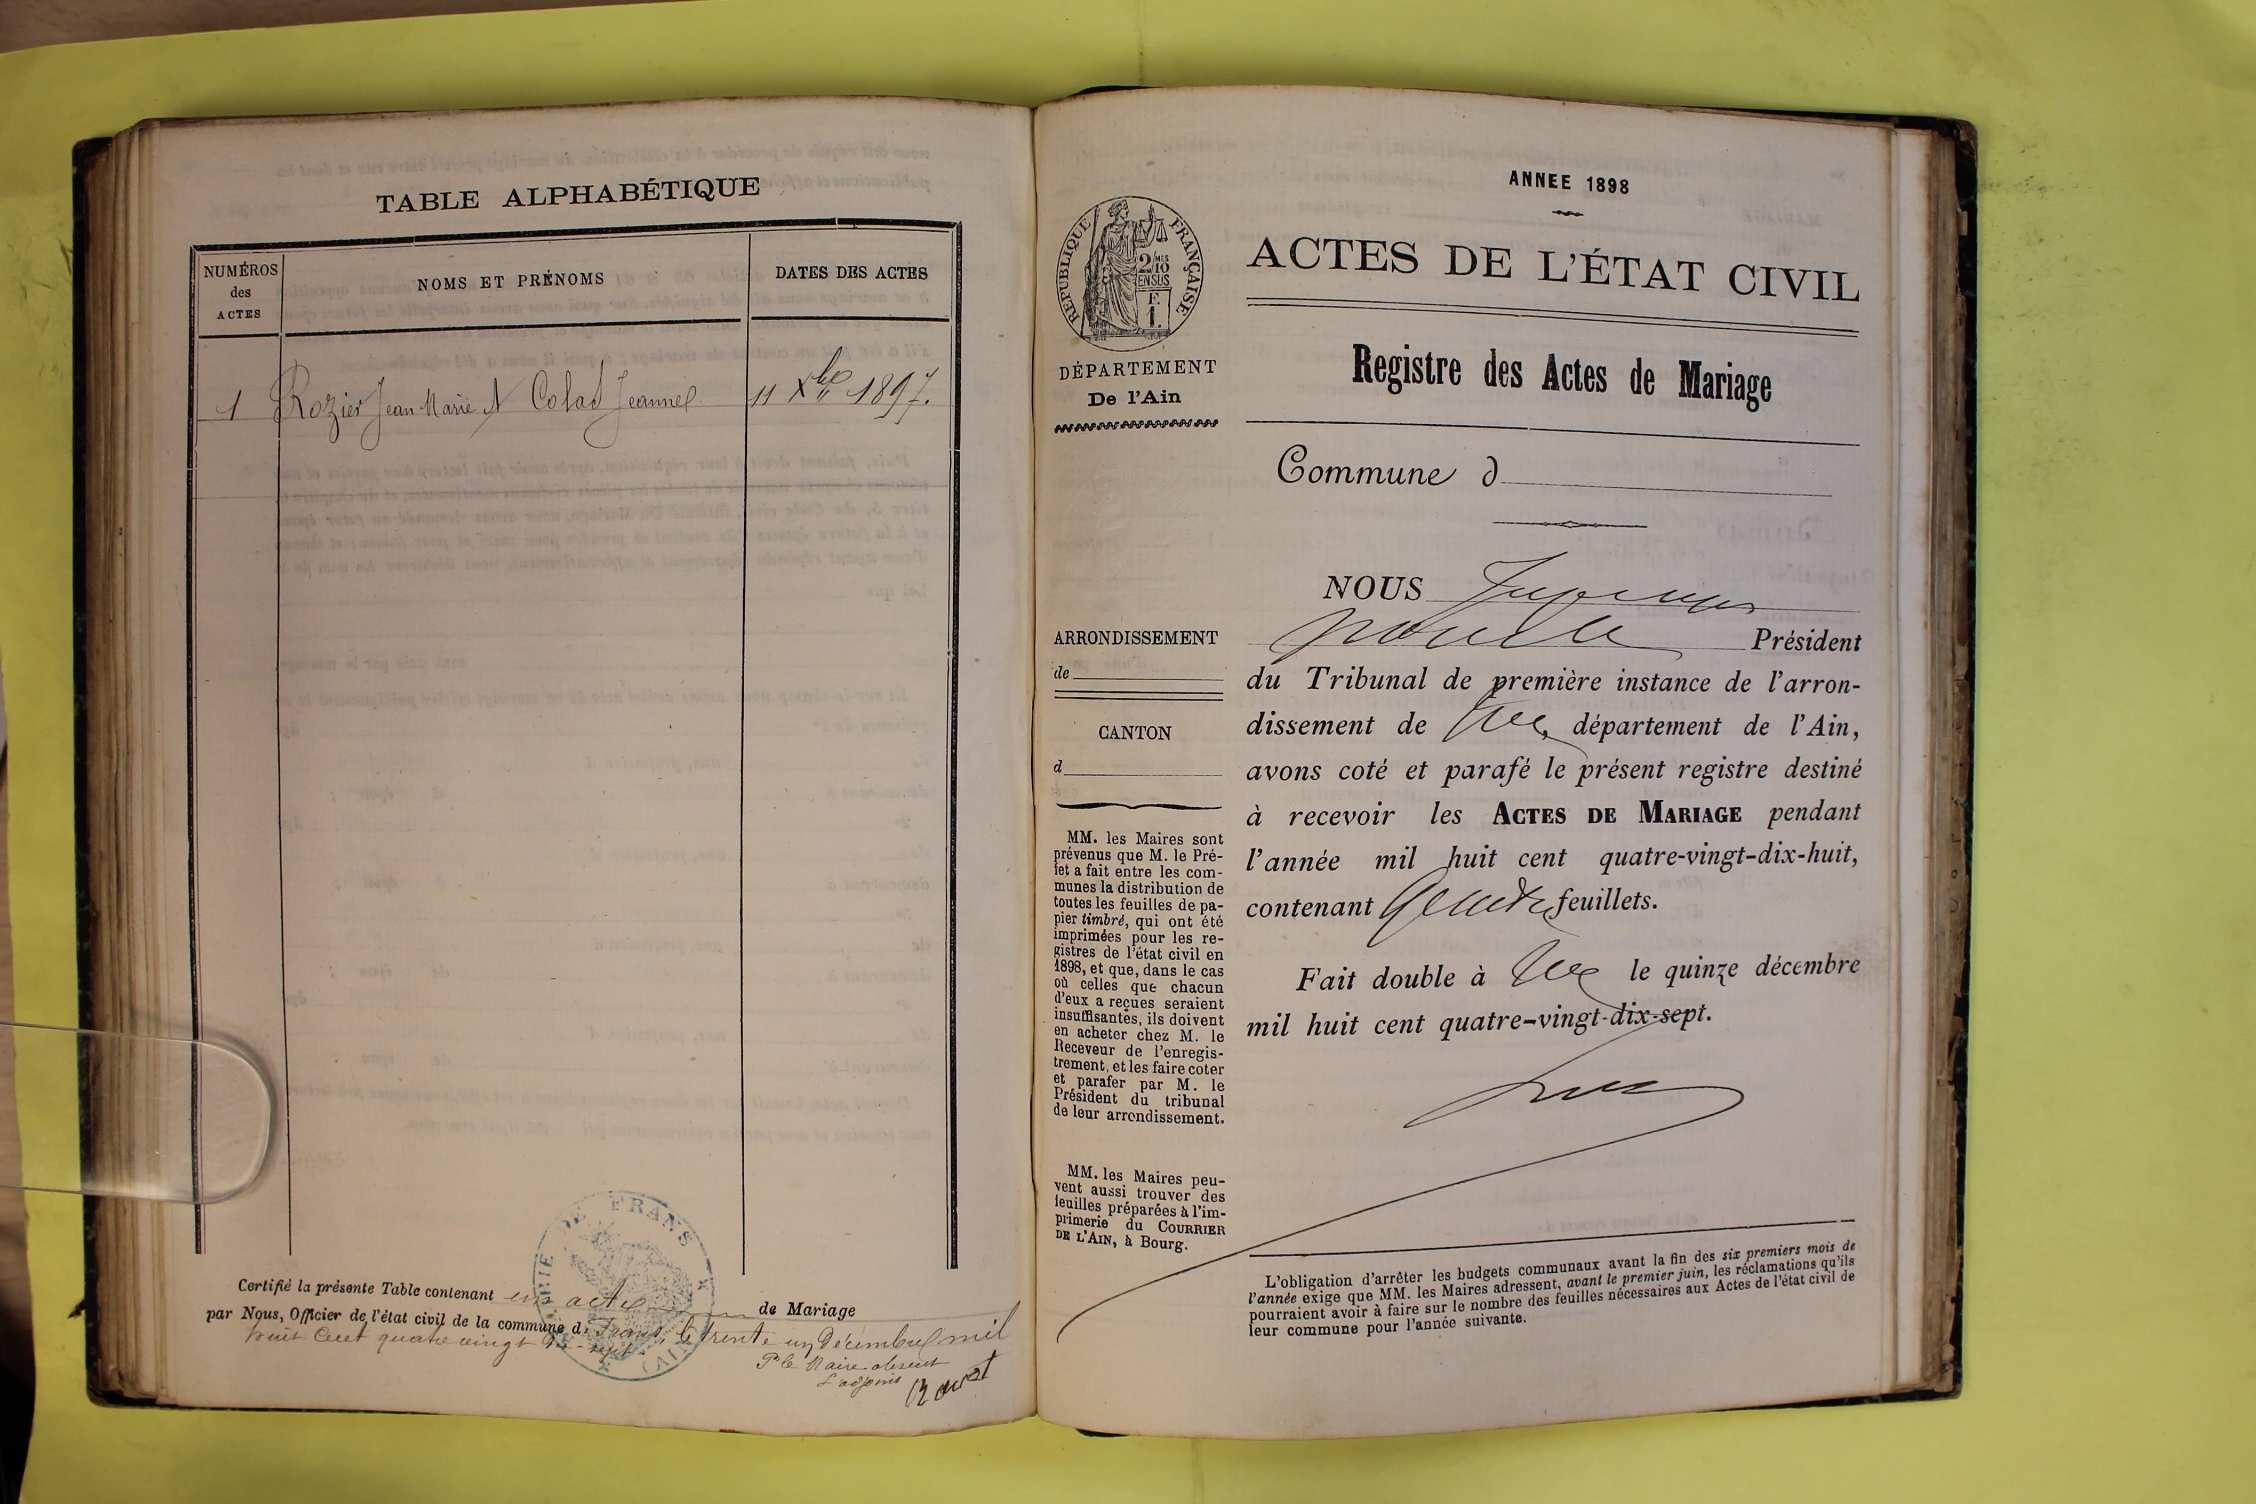 TABLE ALPHABÉTIQUE
NUMÉROS des ACTES
NOMS ET PRÉNOMS
DATES DES ACTES
1 Rozier Jean Marie & Colas Jeanne 11 Xbre 1897.
MAIRIE DE FRANS
(AIN)
Certifié la présente Table contenant un acte de Mariage
par Nous, Officier de l'état civil de la commune d Frans, le trente un Décembre mil
huit cent quatre vingt dix-sept.
Pr le Maire absent
L'adjoint
ANNEE 1898
RÉPUBLIQUE FRANÇAISE
2/10 MES
EN SUS
F.
1.
DÉPARTEMENT
De l'Ain
ARRONDISSEMENT
de
CANTON
d
MM. les Maires sont
prévenus que M. le Pré-
fet a fait entre les com-
munes la distribution de
toutes les feuilles de pa-
pier timbré, qui ont été
imprimées pour les re-
gistres de l'état civil en
1898, et que, dans le cas
où celles que chacun
d'eux a reçues seraient
insuffisantes, ils doivent
en acheter chez M. le
Receveur de l'enregis-
trement, et les faire coter
et parafer par M. le
Président du tribunal
de leur arrondissement.
MM. les Maires peu-
vent aussi trouver des
feuilles préparées à l'im-
primerie du COURRIER
DE L'AIN, à Bourg.
ACTES DE L'ÉTAT CIVIL
Registre des Actes de Mariage
Commune d
NOUS
Président
du Tribunal de première instance de l'arron-
dissement de département de l'Ain,
avons coté et parafé le présent registre destiné
à recevoir les ACTES DE MARIAGE pendant
l'année mil huit cent quatre-vingt-dix-huit,
contenant feuillets.
Fait double à le quinze décembre
mil huit cent quatre-vingt-dix-sept.
L'obligation d'arrêter les budgets communaux avant la fin des six premiers mois de
l'année exige que MM. les Maires adressent, avant le premier juin, les réclamations qu'ils
pourraient avoir à faire sur le nombre des feuilles nécessaires aux Actes de l'état civil de
leur commune pour l'année suivante.